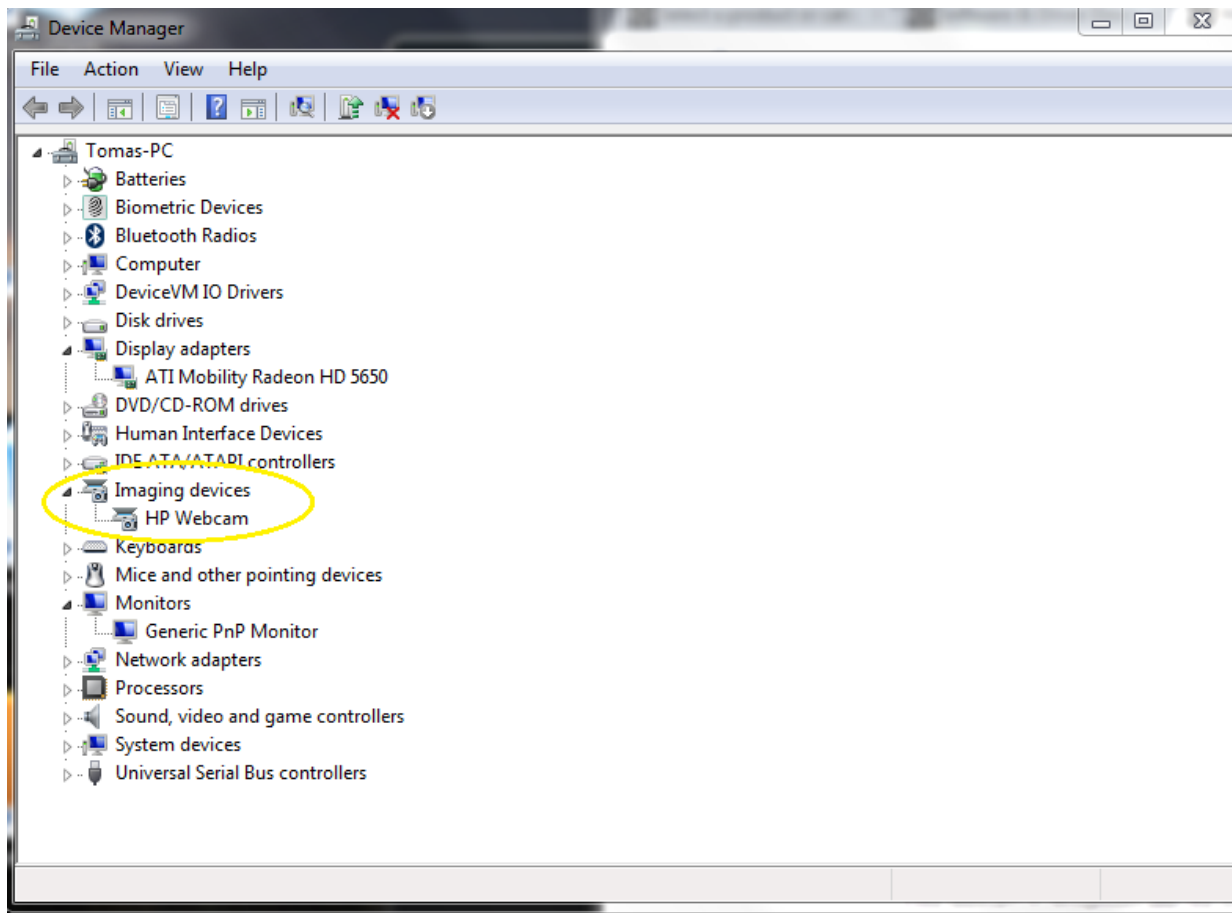 Device Manager
File Action View Help
Tomas-PC
Batteries
Biometric Devices
Bluetooth Radios
Computer
DeviceVM IO Drivers
Disk drives
Display adapters
ATI Mobility Radeon HD 5650
DVD/CD-ROM drives
Human Interface Devices
IDE ATA/ATAPI controllers
Imaging devices
HP Webcam
Keyboards
Mice and other pointing devices
Monitors
Generic PnP Monitor
Network adapters
Processors
Sound, video and game controllers
System devices
Universal Serial Bus controllers